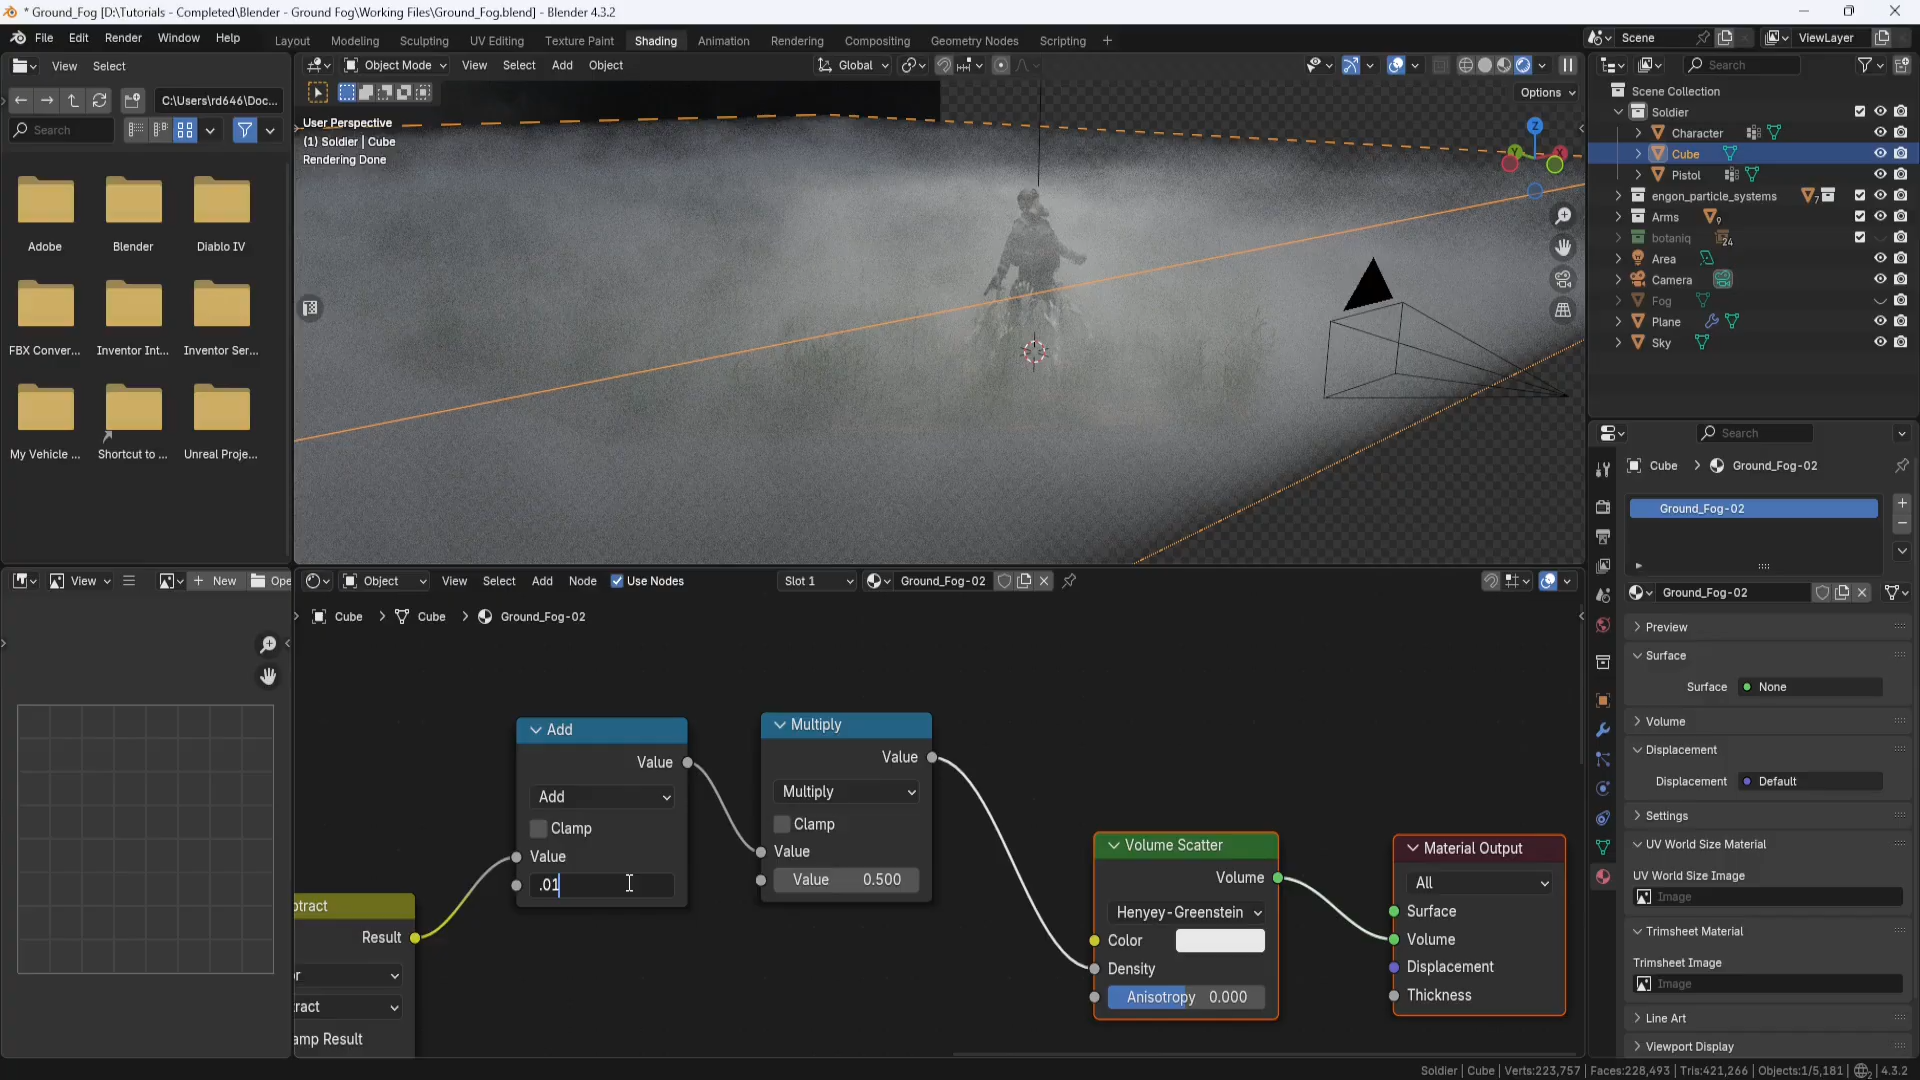 * Ground_Fog [D:\Tutorials - Completed\Blender - Ground Fog\Working Files\Ground_Fog.blend] - Blender 4.3.2
File Edit Render Window Help Layout Modeling Sculpting UV Editing Texture Paint Shading Animation Rendering Compositing Geometry Nodes Scripting + Scene ViewLayer
View Select Object Mode View Select Add Object Global Search
C:\Users\rd646\Doc... Options
Search
User Perspective
(1) Soldier | Cube
Rendering Done
Z
Y X
Adobe Blender Diablo IV
FBX Conver... Inventor Int... Inventor Ser...
My Vehicle ... Shortcut to ... Unreal Proje...
Scene Collection
Soldier
Character
Cube
Pistol
engon_particle_systems 7
Arms 9
botaniq 24
Area
Camera
Fog
Plane
Sky
Search
Cube > Ground_Fog-02
Ground_Fog-02
Ground_Fog-02
Preview
Surface
Surface None
Volume
Displacement
Displacement Default
Settings
UV World Size Material
UV World Size Image
Image
Trimsheet Material
Trimsheet Image
Image
Line Art
Viewport Display
View + New Ope
Object View Select Add Node Use Nodes Slot 1 Ground_Fog-02
Cube > Cube > Ground_Fog-02
Add
Value
Add
Clamp
Value
.01
Multiply
Value
Multiply
Clamp
Value
Value 0.500
otract
Result
or
tract
amp Result
Volume Scatter
Volume
Henyey-Greenstein
Color
Density
Anisotropy 0.000
Material Output
All
Surface
Volume
Displacement
Thickness
Soldier | Cube | Verts:223,757 | Faces:228,493 | Tris:421,266 | Objects:1/5,181 | 4.3.2